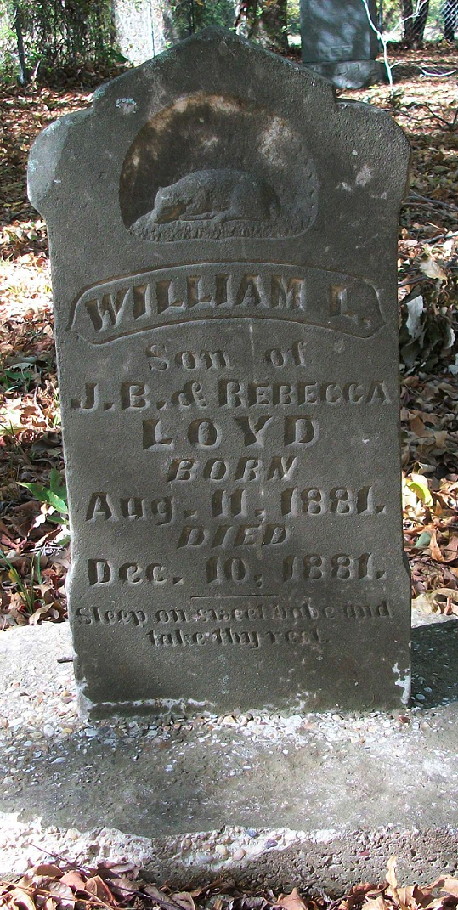 WILLIAM L.
Son of
J. B. & REBECCA
LOYD
BORN
Aug. 11, 1881.
DIED
Dec. 10, 1881.
Sleep on sweet babe and
take thy rest.